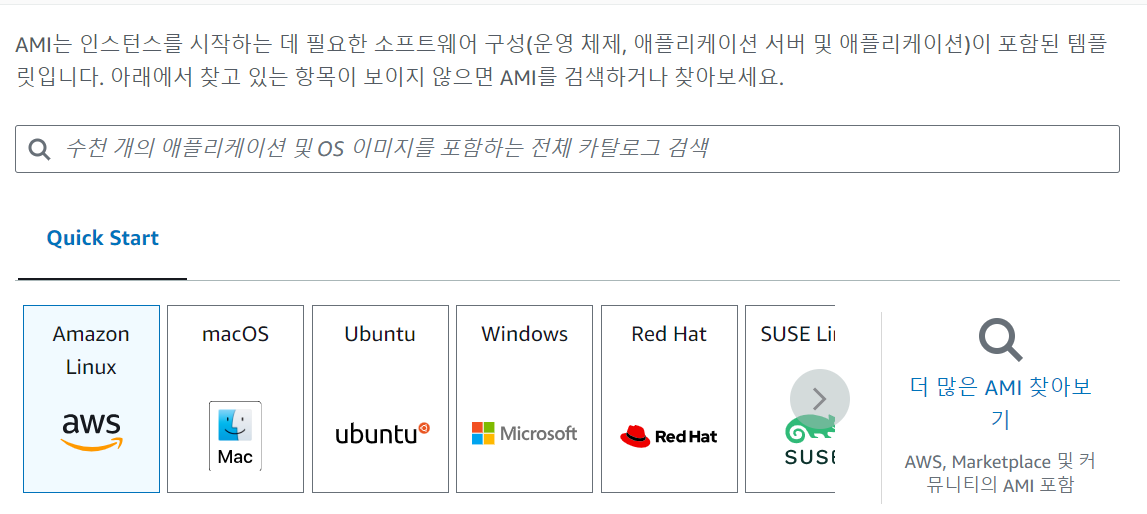 AMI는 인스턴스를 시작하는 데 필요한 소프트웨어 구성(운영 체제, 애플리케이션 서버 및 애플리케이션)이 포함된 템플
릿입니다. 아래에서 찾고 있는 항목이 보이지 않으면 AMI를 검색하거나 찾아보세요.
수천 개의 애플리케이션 및 OS 이미지를 포함하는 전체 카탈로그 검색
Quick Start
Amazon
Linux
aws
macOS
Mac
Ubuntu
ubuntu
Windows
Microsoft
Red Hat
Red Hat
SUSE Li
SUSE
더 많은 AMI 찾아보
기
AWS, Marketplace 및 커
뮤니티의 AMI 포함